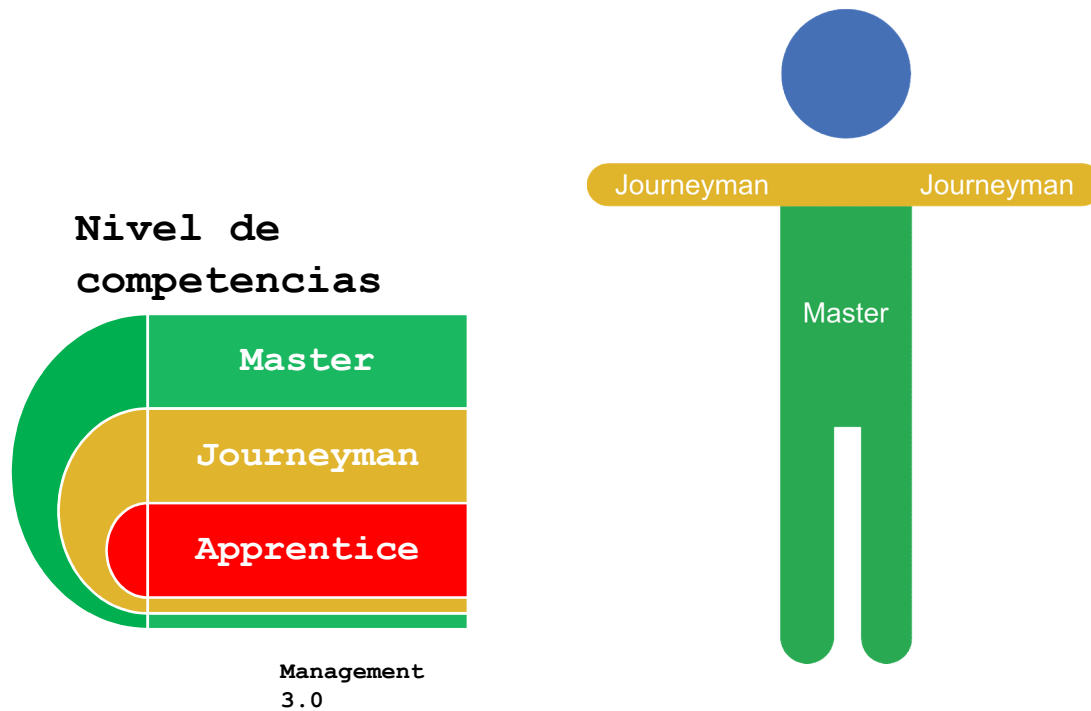 Nivel de
competencias
Master
Journeyman
Apprentice
Management
3.0
Journeyman
Journeyman
Master